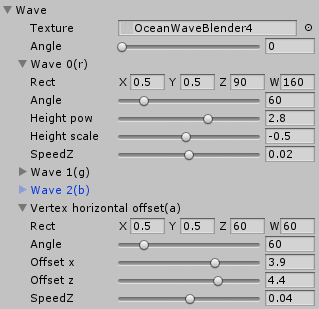 Wave
Texture OceanWaveBlender4
Angle 0
Wave 0(r)
Rect X 0.5 Y 0.5 Z 90 W 160
Angle 60
Height pow 2.8
Height scale -0.5
SpeedZ 0.02
Wave 1(g)
Wave 2(b)
Vertex horizontal offset(a)
Rect X 0.5 Y 0.5 Z 60 W 60
Angle 60
Offset x 3.9
Offset z 4.4
SpeedZ 0.04